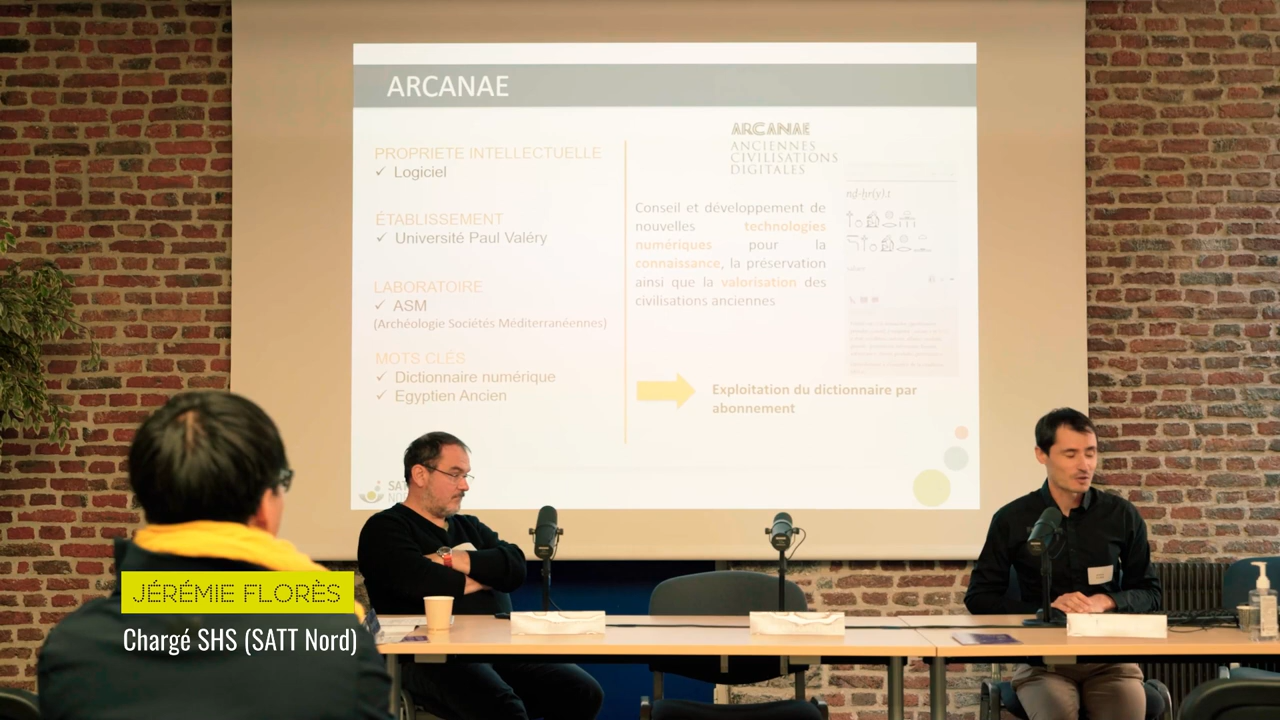 ARCANAE
PROPRIETE INTELLECTUELLE
✓ Logiciel
ÉTABLISSEMENT
✓ Université Paul Valéry
LABORATOIRE
✓ ASM
(Archéologie Sociétés Méditerranéennes)
MOTS CLÉS
✓ Dictionnaire numérique
✓ Egyptien Ancien
ARCANAE
ANCIENNES
CIVILISATIONS
DIGITALES
Conseil et développement de
nouvelles technologies
numériques pour la
connaissance, la préservation
ainsi que la valorisation des
civilisations anciennes
nḏ-ḥr(y).t
Exploitation du dictionnaire par
abonnement
JÉRÉMIE FLORÈS
Chargé SHS (SATT Nord)